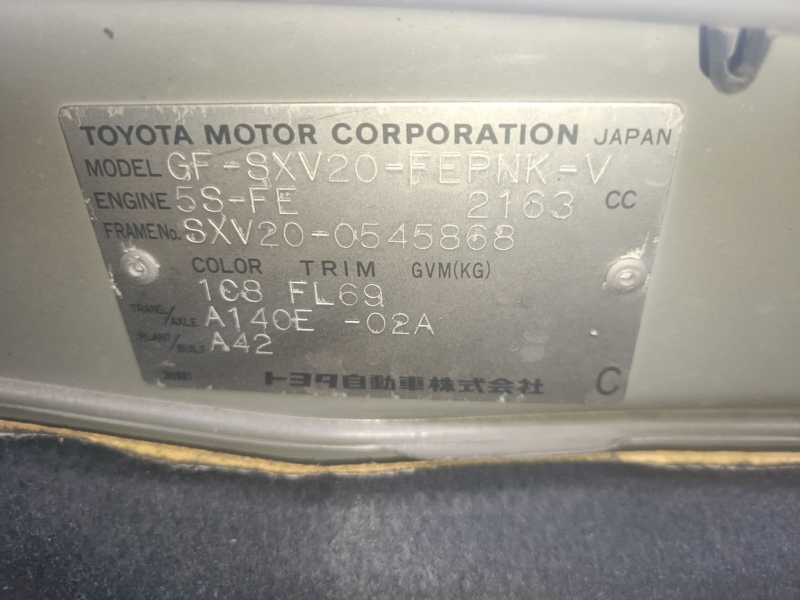 TOYOTA MOTOR CORPORATION JAPAN
MODEL GF-SXV20-FEPNK-V
ENGINE 5S-FE 2163 CC
FRAME No. SXV20-0545868
COLOR TRIM GVM(KG)
1C8 FL69
TRANS./AXLE A140E -02A
PLANT/BUILT A42
トヨタ自動車株式会社 C